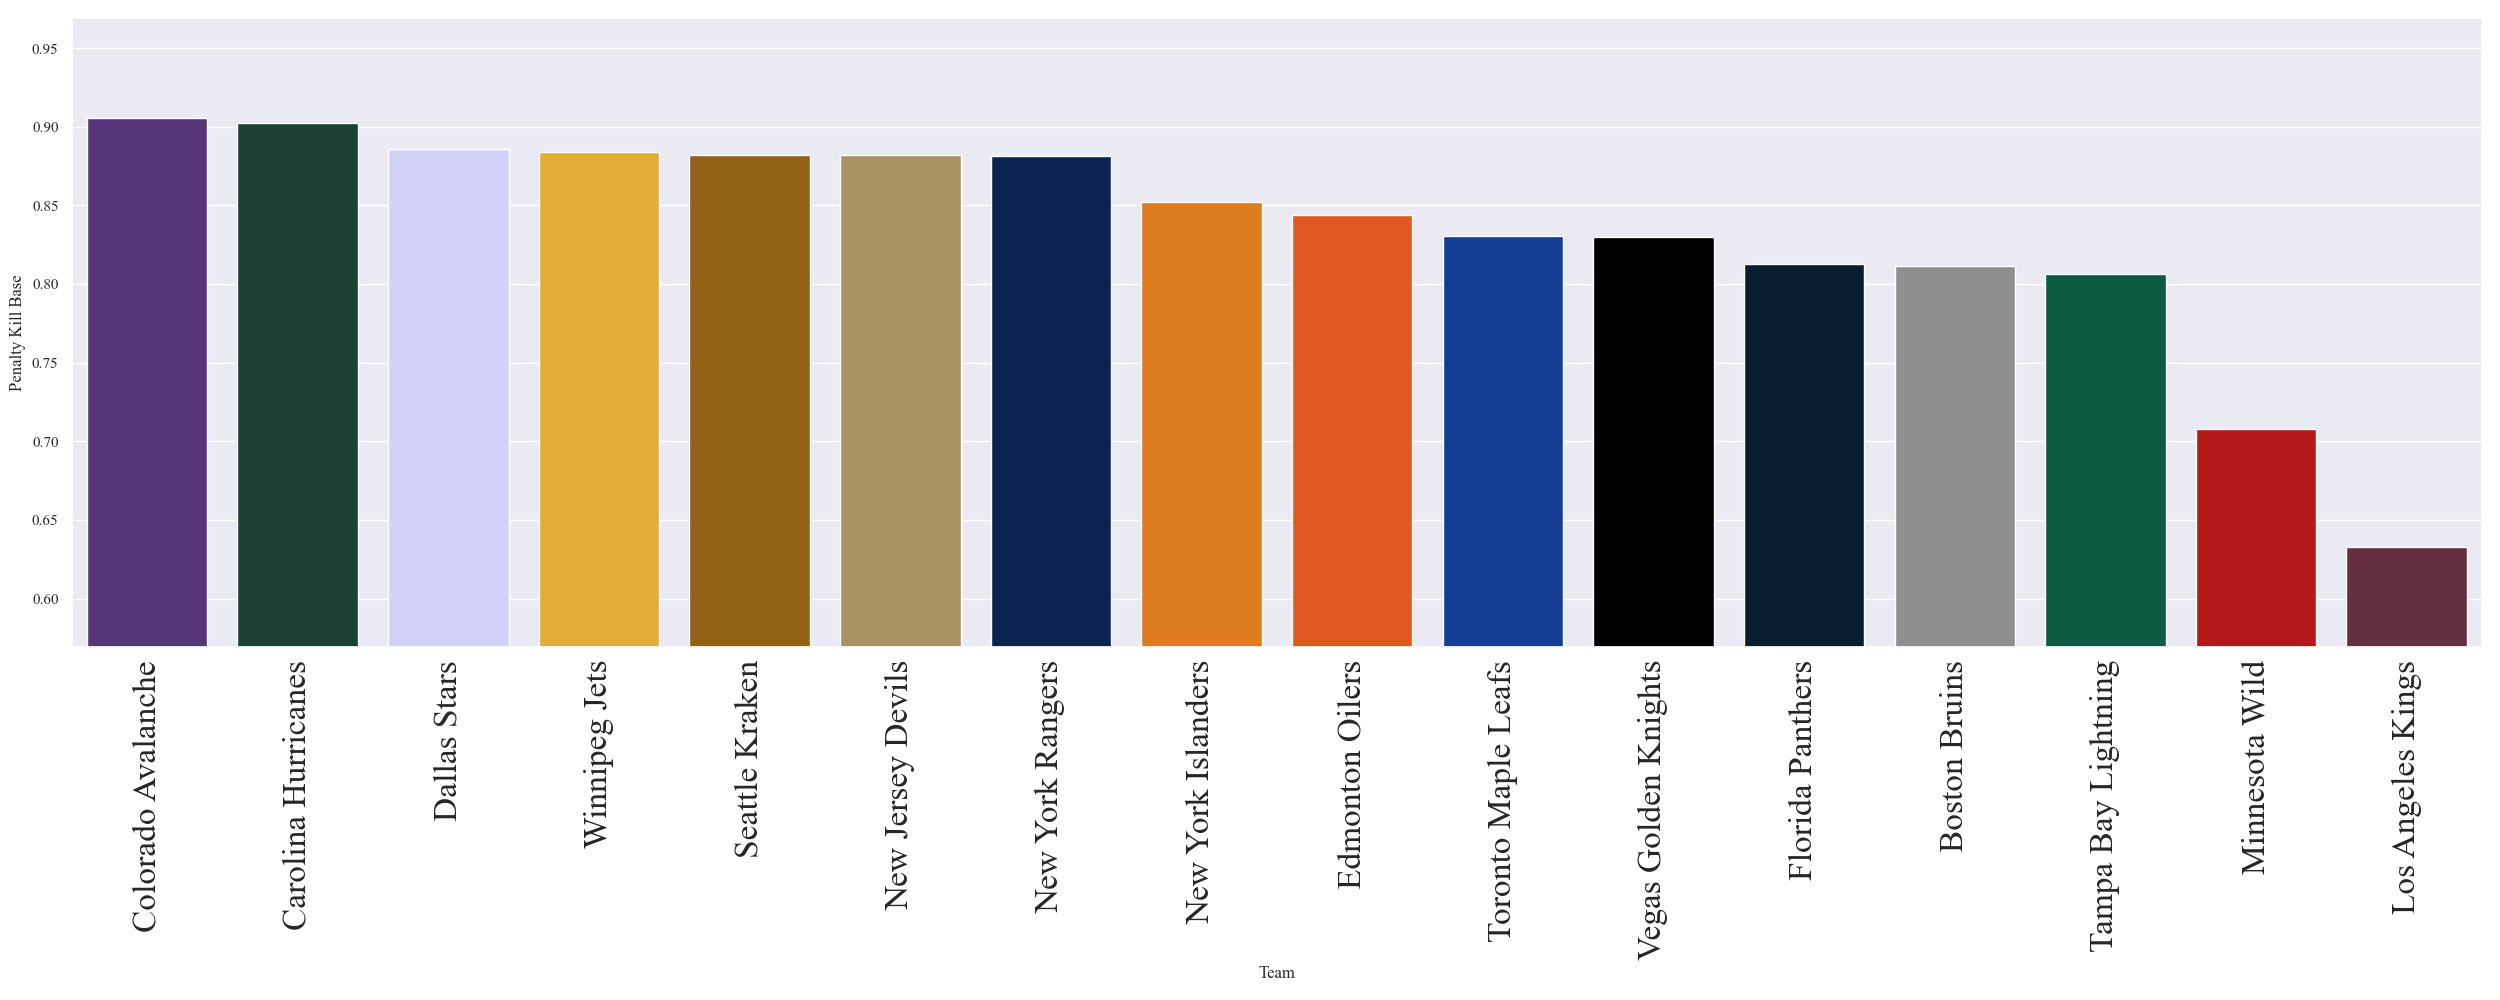 0.95
0.90
0.85
0.80
0.75
0.70
0.65
0.60
Penalty Kill Base
Colorado Avalanche
Carolina Hurricanes
Dallas Stars
Winnipeg Jets
Seattle Kraken
New Jersey Devils
New York Rangers
New York Islanders
Edmonton Oilers
Toronto Maple Leafs
Vegas Golden Knights
Florida Panthers
Boston Bruins
Tampa Bay Lightning
Minnesota Wild
Los Angeles Kings
Team